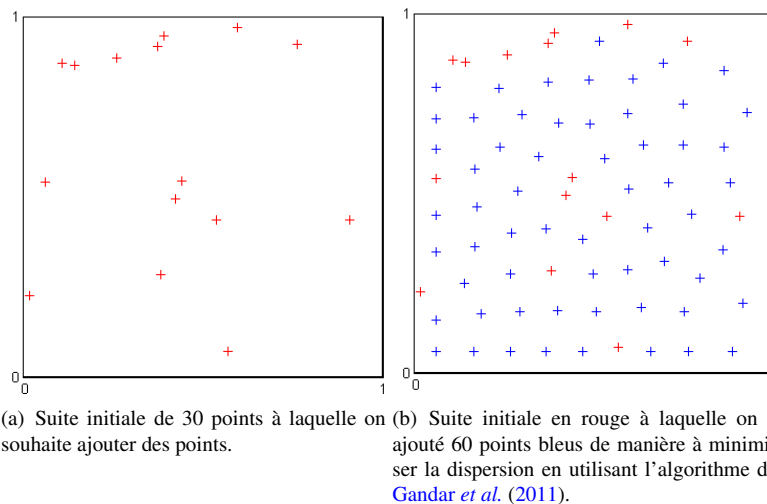 1
0
0
1
1
0
0
(a) Suite initiale de 30 points à laquelle on
souhaite ajouter des points.
(b) Suite initiale en rouge à laquelle on
ajouté 60 points bleus de manière à minimi
ser la dispersion en utilisant l'algorithme d
Gandar et al. (2011).